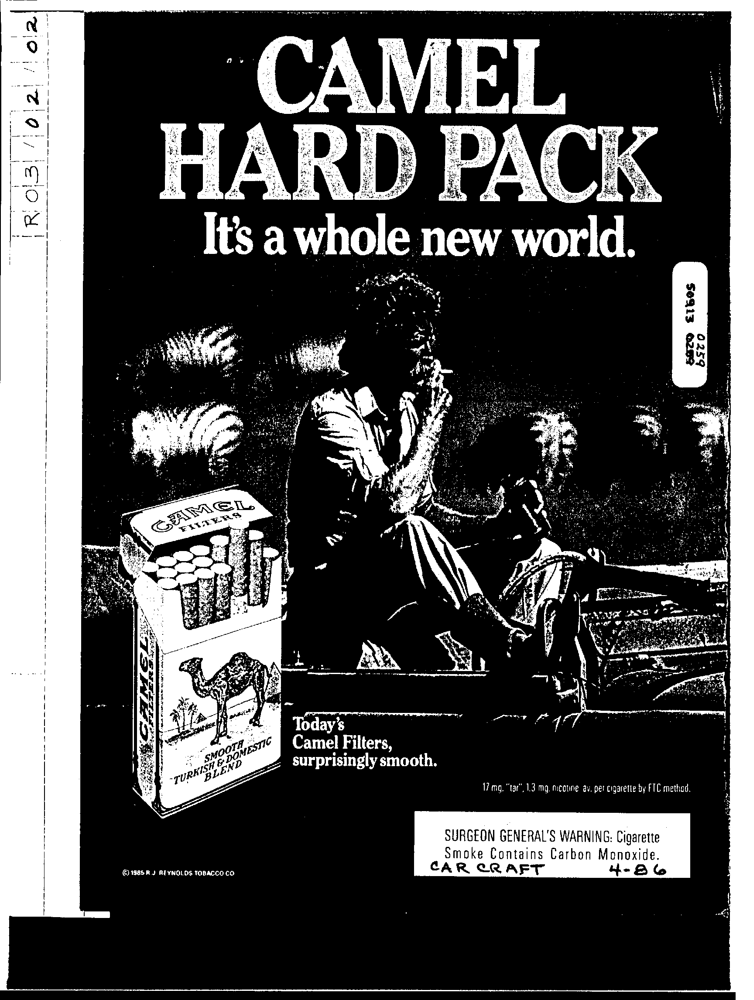 R03/02/02
CAMEL
HARD PACK
It's a whole new world.
50913 0259
0259
CAMEL
FILTERS
CAMEL
SMOOTH
TURKISH & DOMESTIC
BLEND
Today's
Camel Filters,
surprisingly smooth.
17 mg. "tar", 1.3 mg. nicotine av. per cigarette by FTC method.
SURGEON GENERAL'S WARNING: Cigarette
Smoke Contains Carbon Monoxide.
CAR CRAFT 4-86
© 1985 R.J. REYNOLDS TOBACCO CO